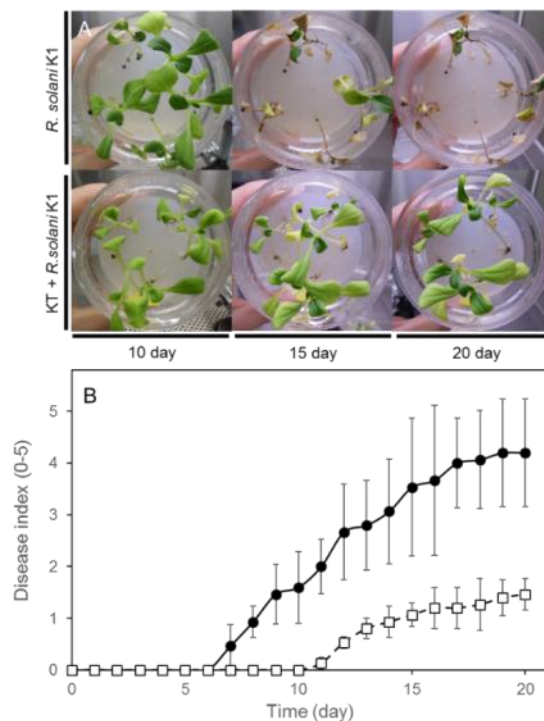 A
R. solani K1
KT + R.solani K1
10 day
15 day
20 day
B
Disease index (0-5)
5
4
3
2
1
0
0
5
10
15
20
Time (day)